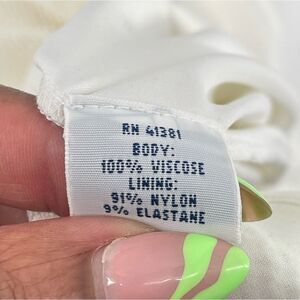 RN 41381
BODY:
100% VISCOSE
LINING:
91% NYLON
9% ELASTANE